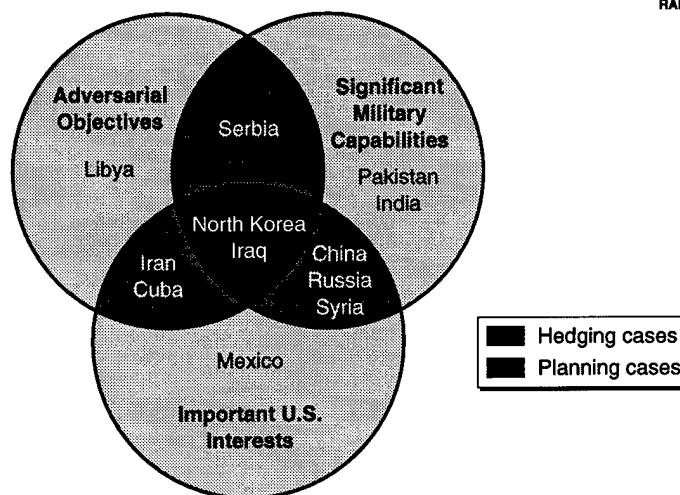 Adversarial
Objectives
Libya
Serbia
Significant
Military
Capabilities
Pakistan
India
North Korea
Iraq
Iran
Cuba
China
Russia
Syria
Mexico
Important U.S.
Interests
Hedging cases
Planning cases